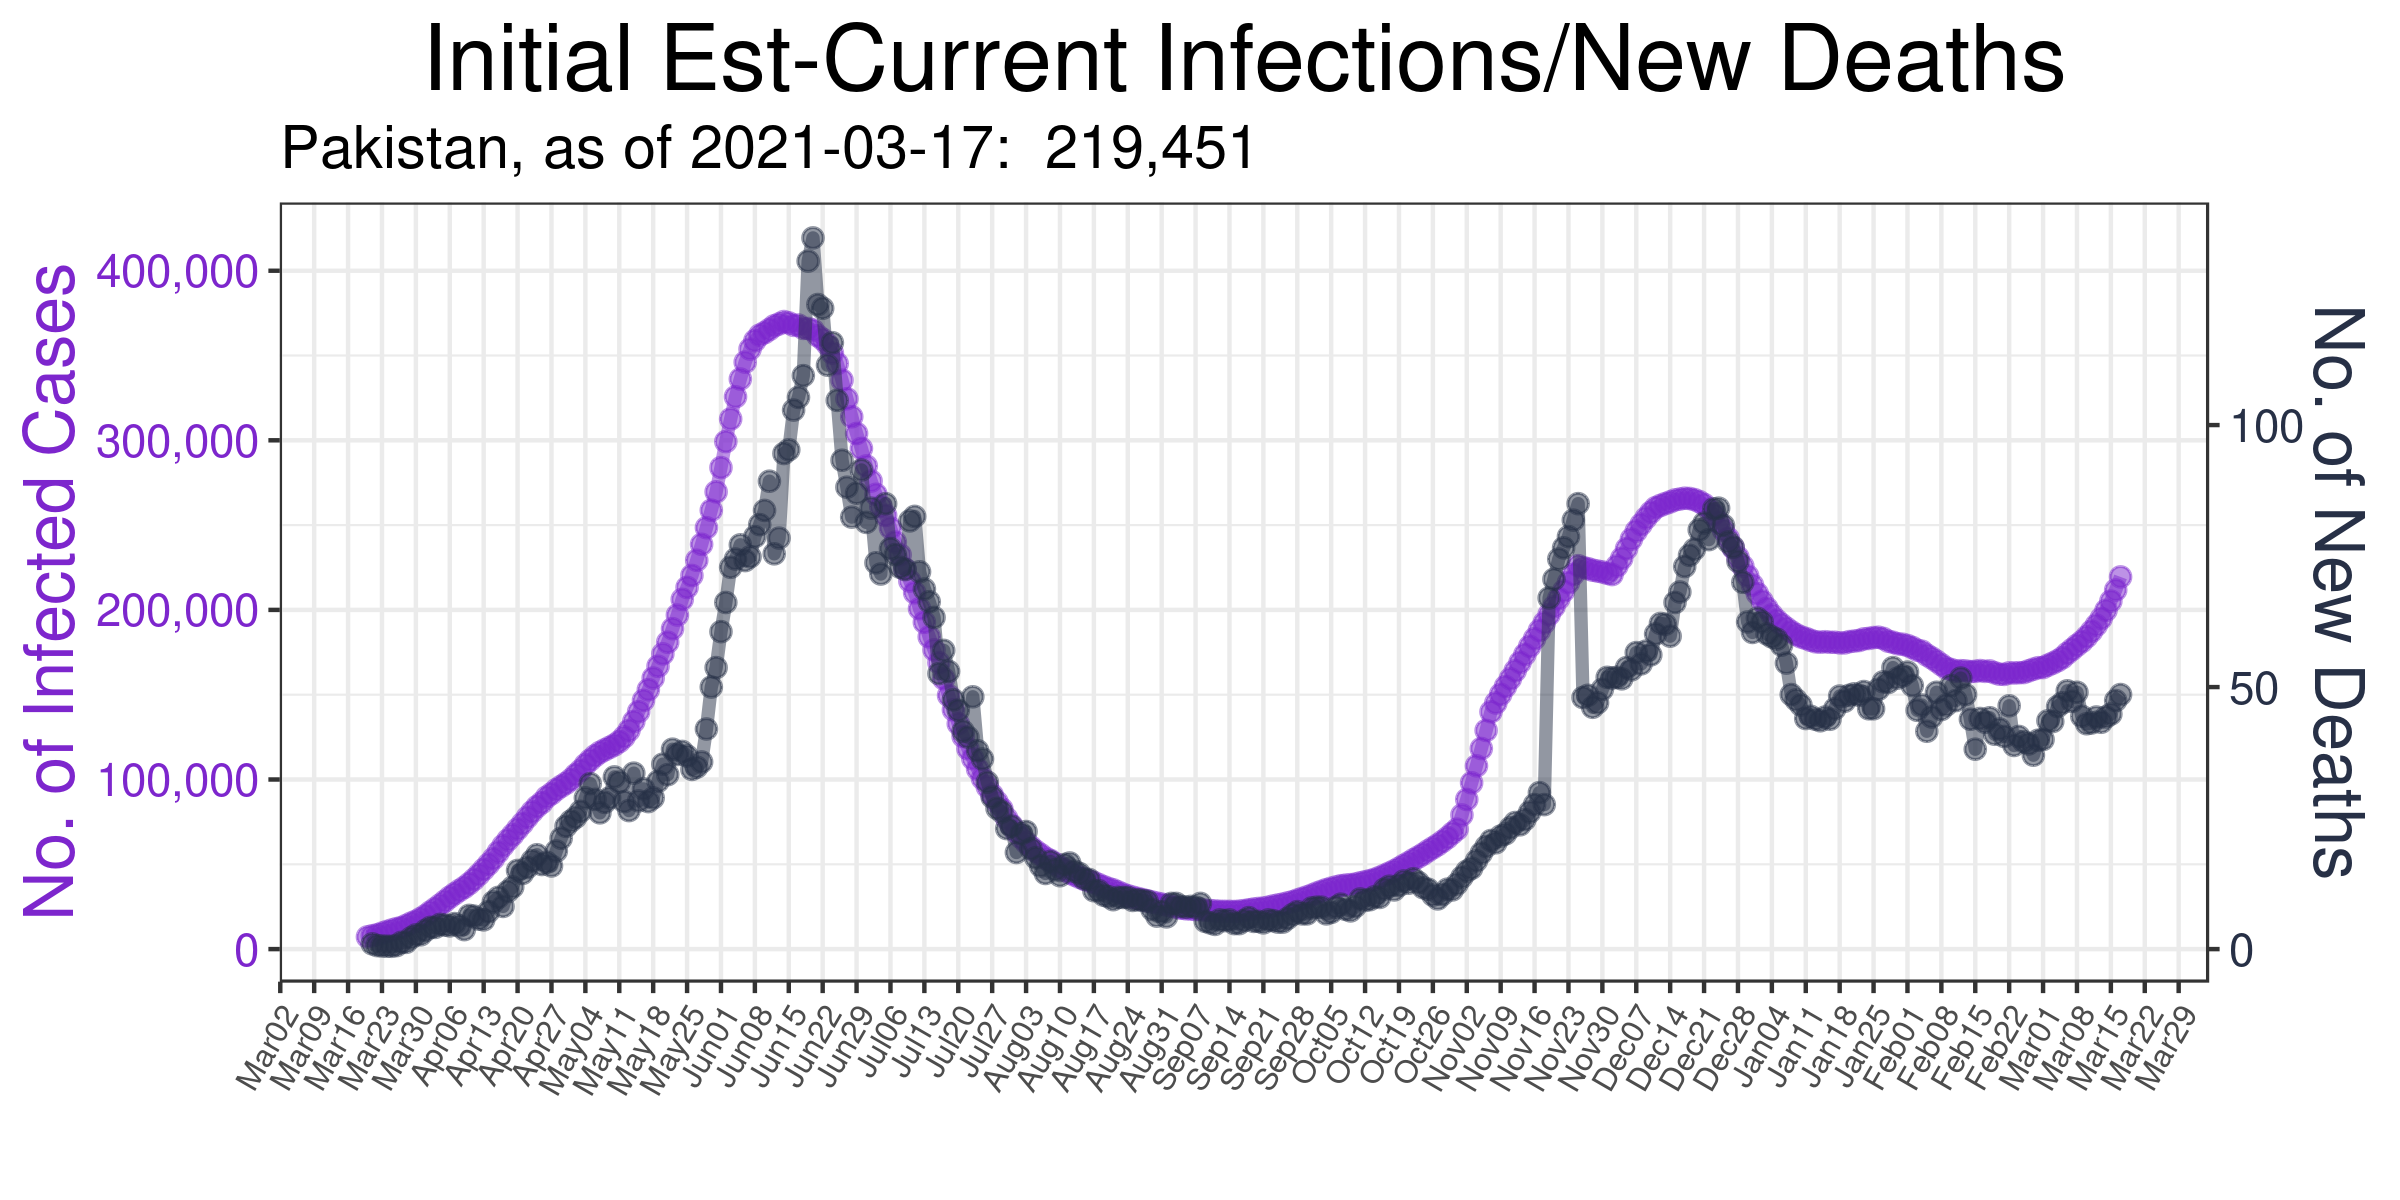 Initial Est-Current Infections/New Deaths
Pakistan, as of 2021-03-17:  219,451
No. of Infected Cases
400,000
300,000
200,000
100,000
0
No. of New Deaths
100
50
0
Mar02
Mar09
Mar16
Mar23
Mar30
Apr06
Apr13
Apr20
Apr27
May04
May11
May18
May25
Jun01
Jun08
Jun15
Jun22
Jun29
Jul06
Jul13
Jul20
Jul27
Aug03
Aug10
Aug17
Aug24
Aug31
Sep07
Sep14
Sep21
Sep28
Oct05
Oct12
Oct19
Oct26
Nov02
Nov09
Nov16
Nov23
Nov30
Dec07
Dec14
Dec21
Dec28
Jan04
Jan11
Jan18
Jan25
Feb01
Feb08
Feb15
Feb22
Mar01
Mar08
Mar15
Mar22
Mar29